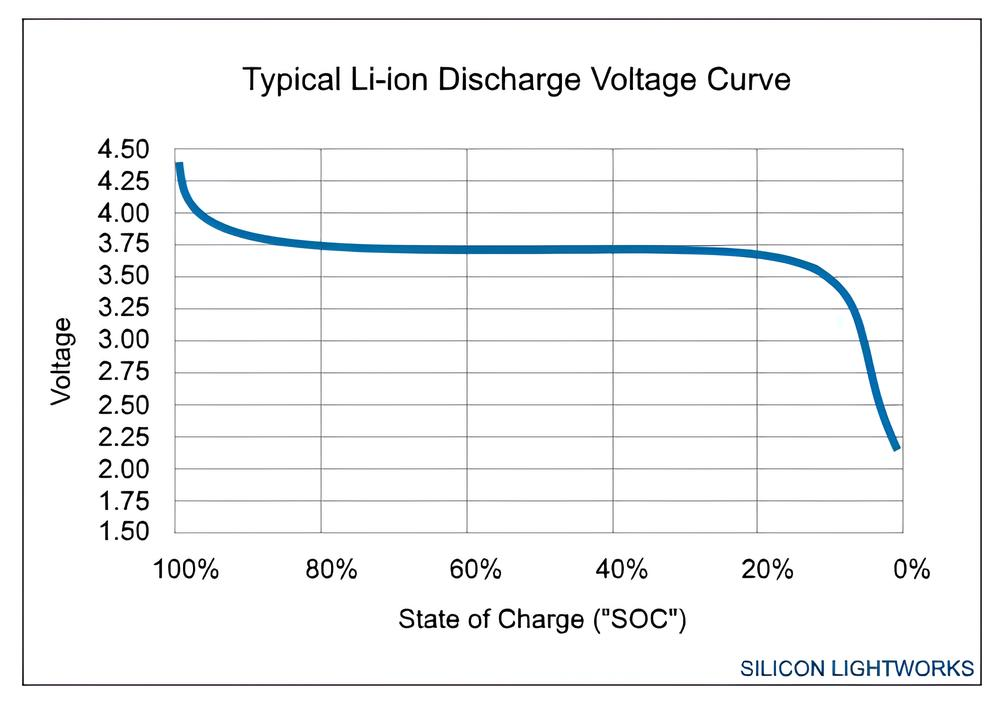 Typical Li-ion Discharge Voltage Curve
4.50
4.25
4.00
3.75
3.50
3.25
3.00
2.75
2.50
2.25
2.00
1.75
1.50
Voltage
100% 80% 60% 40% 20% 0%
State of Charge ("SOC")
SILICON LIGHTWORKS